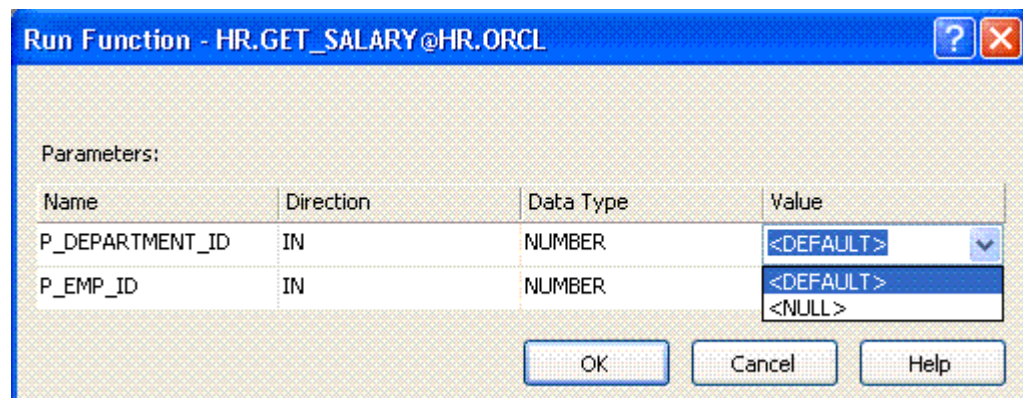 Run Function - HR.GET_SALARY@HR.ORCL ?
Parameters:
Name Direction Data Type Value
P_DEPARTMENT_ID IN NUMBER <DEFAULT>
P_EMP_ID IN NUMBER <DEFAULT>
<NULL>
OK Cancel Help